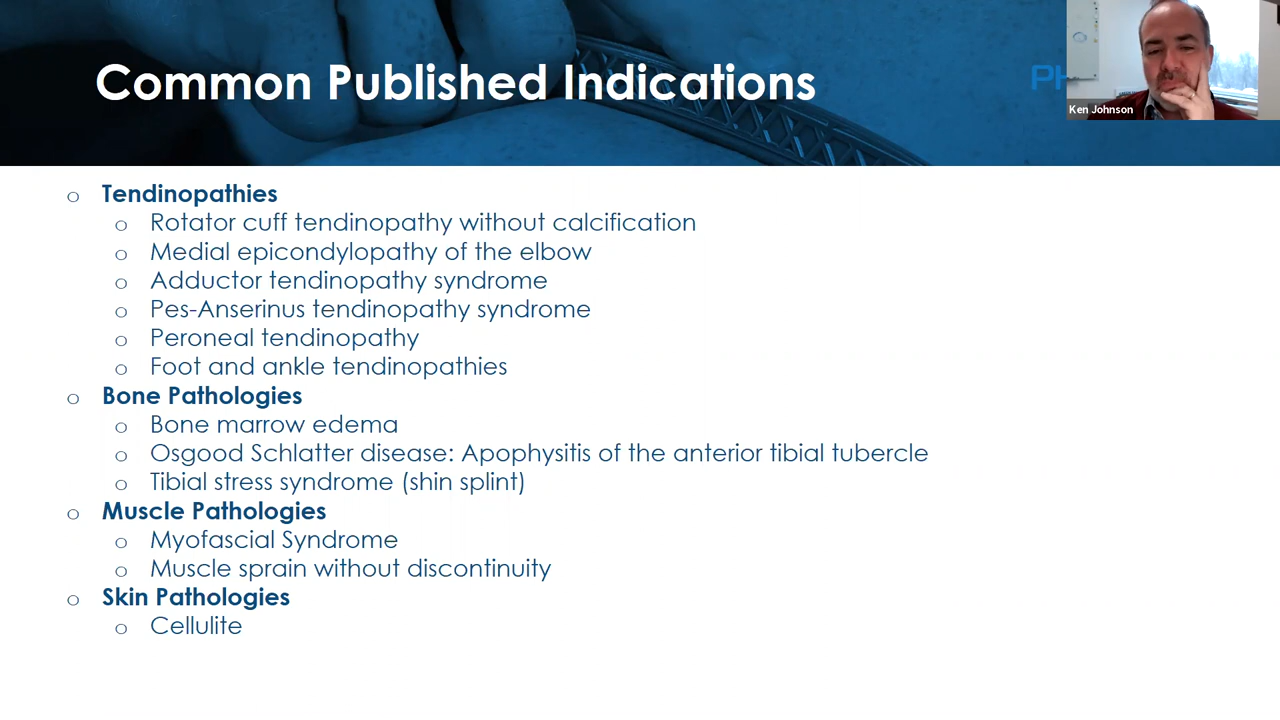 Common Published Indications
PH
Ken Johnson
o Tendinopathies
o Rotator cuff tendinopathy without calcification
o Medial epicondylopathy of the elbow
o Adductor tendinopathy syndrome
o Pes-Anserinus tendinopathy syndrome
o Peroneal tendinopathy
o Foot and ankle tendinopathies
o Bone Pathologies
o Bone marrow edema
o Osgood Schlatter disease: Apophysitis of the anterior tibial tubercle
o Tibial stress syndrome (shin splint)
o Muscle Pathologies
o Myofascial Syndrome
o Muscle sprain without discontinuity
o Skin Pathologies
o Cellulite